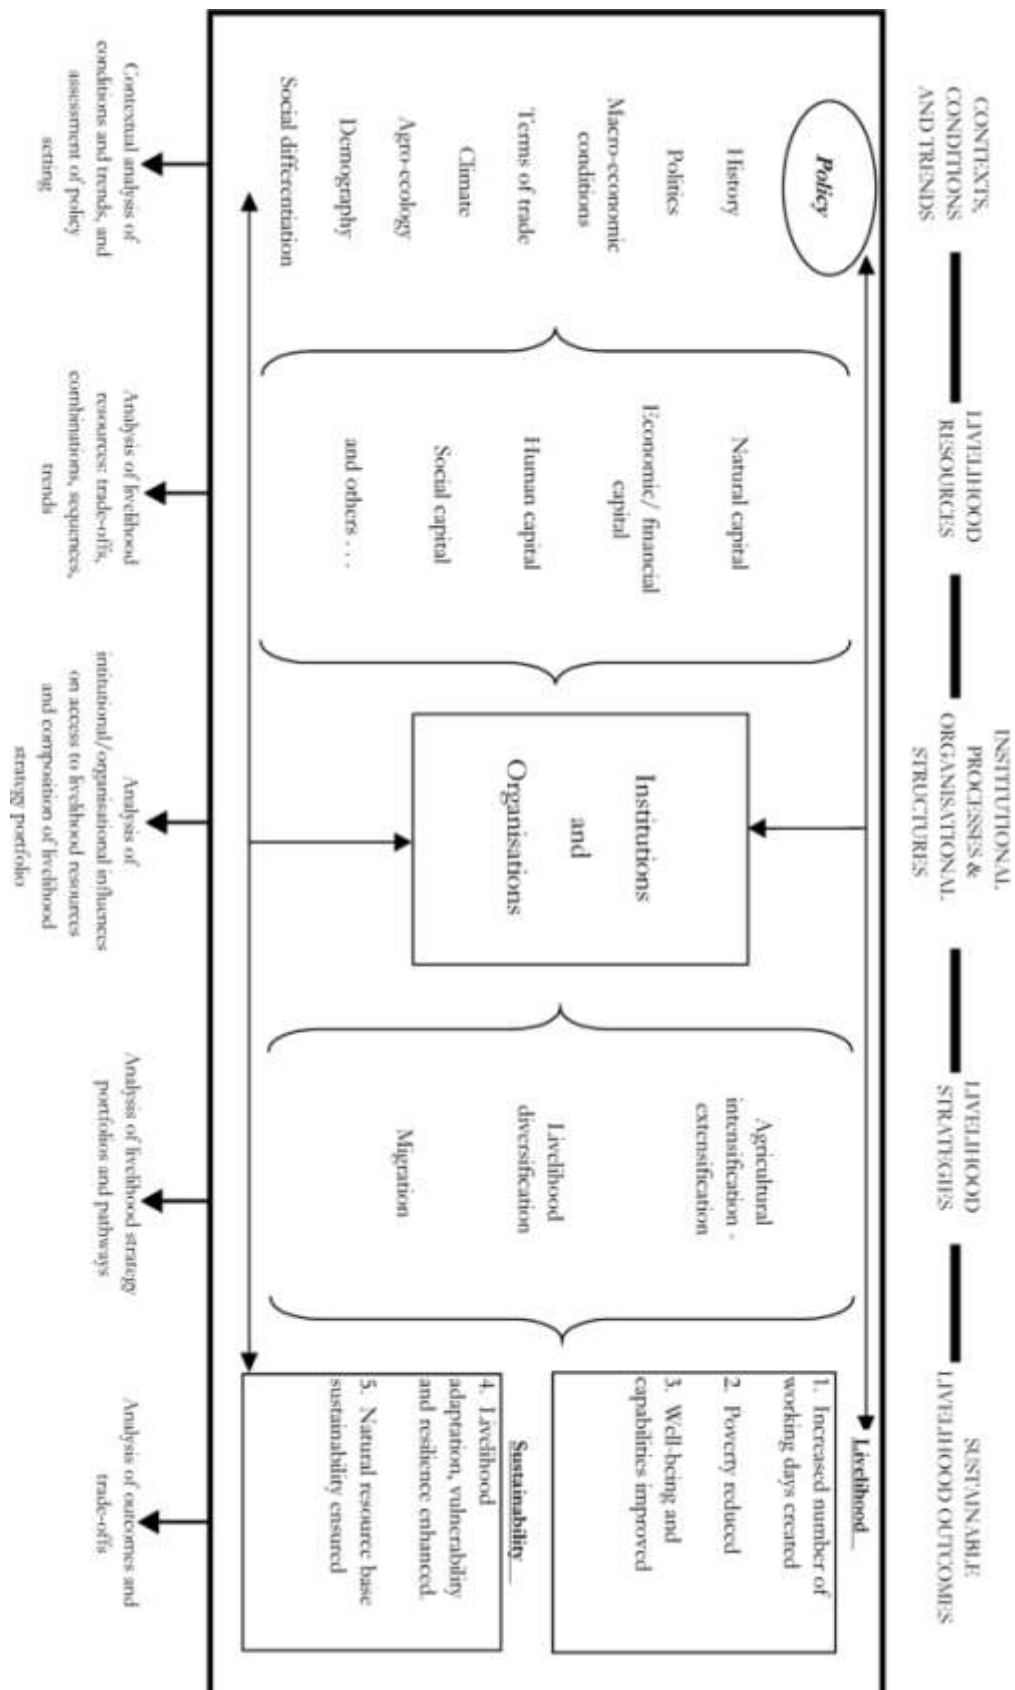 CONTEXTS,
CONDITIONS
AND TRENDS
LIVELIHOOD
RESOURCES
INSTITUTIONAL
PROCESSES &
ORGANISATIONAL
STRUCTURES
LIVELIHOOD
STRATEGIES
SUSTAINABLE
LIVELIHOOD OUTCOMES
Policy
History
Politics
Macro-economic
conditions
Terms of trade
Climate
Agro-ecology
Demography
Social differentiation
Natural capital
Economic/ financial
capital
Human capital
Social capital
and others . . .
Institutions
and
Organisations
Agricultural
intensification -
extensification
Livelihood
diversification
Migration
Livelihood
1. Increased number of
working days created
2. Poverty reduced
3. Well-being and
capabilities improved
Sustainability
4. Livelihood
adaptation, vulnerability
and resilience enhanced.
5. Natural resource base
sustainability ensured
Contextual analysis of
conditions and trends, and
assessment of policy
setting
Analysis of livelihood
resources: trade-offs,
combinations, sequences,
trends
Analysis of
intitutional/organisational influences
on access to livelihood resources
and composition of livelihood
strategy portfolio
Analysis of livelihood strategy
portfolios and pathways
Analysis of outcomes and
trade-offs